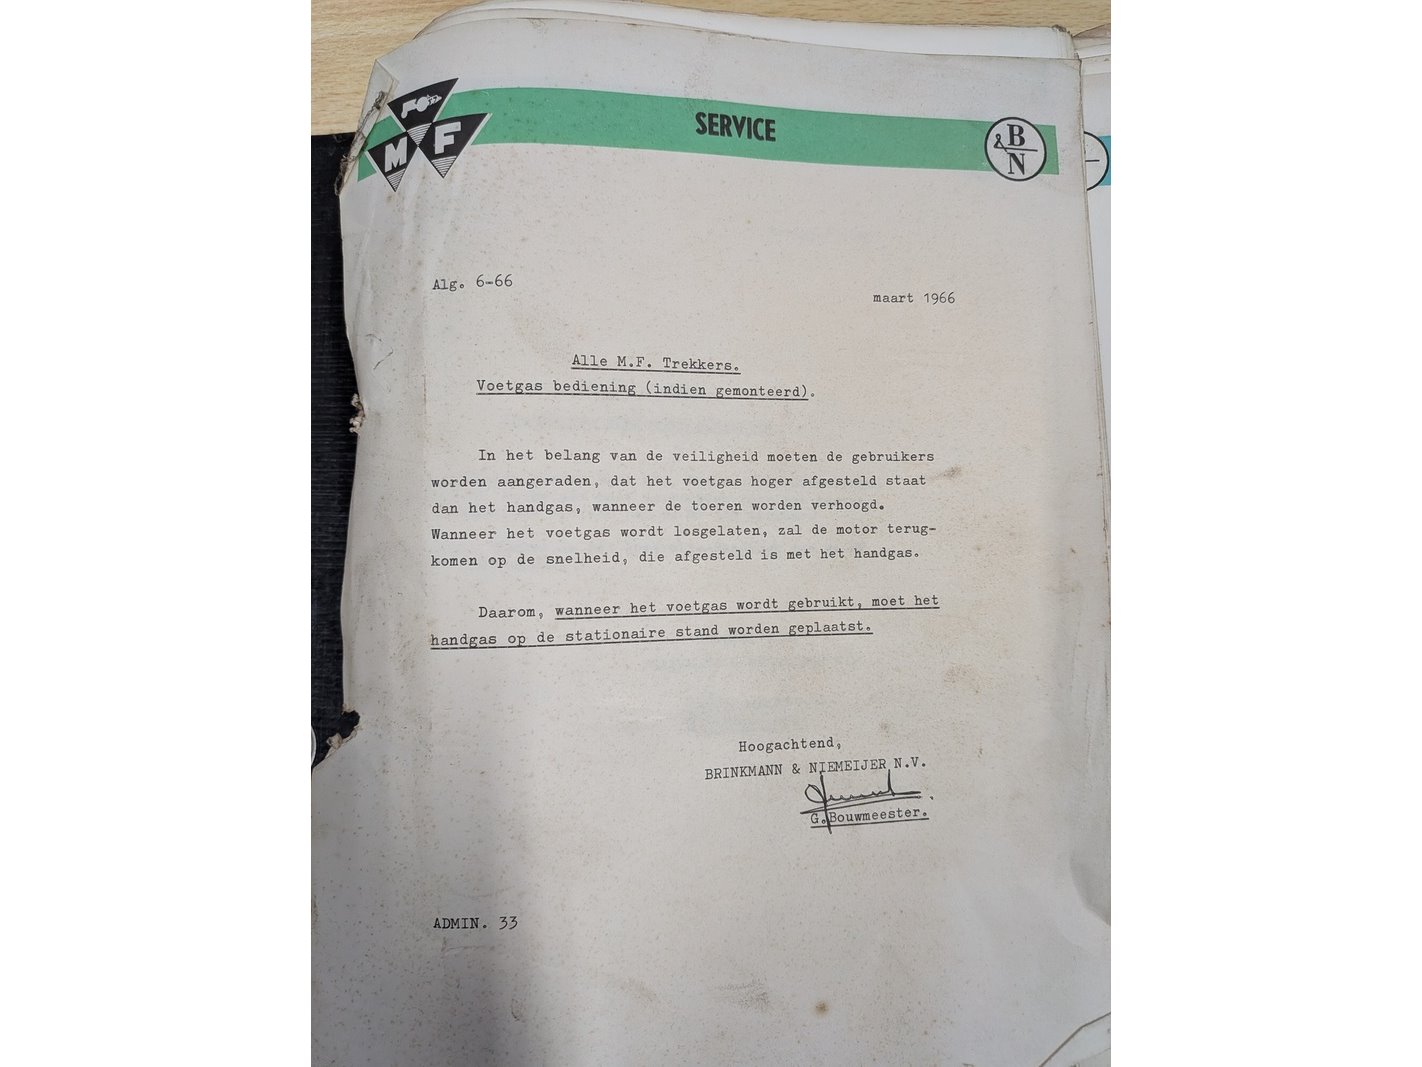 MF
SERVICE
B
&
N
Alg. 6-66
maart 1966
Alle M.F. Trekkers.
Voetgas bediening (indien gemonteerd).
In het belang van de veiligheid moeten de gebruikers
worden aangeraden, dat het voetgas hoger afgesteld staat
dan het handgas, wanneer de toeren worden verhoogd.
Wanneer het voetgas wordt losgelaten, zal de motor terug-
komen op de snelheid, die afgesteld is met het handgas.
Daarom, wanneer het voetgas wordt gebruikt, moet het
handgas op de stationaire stand worden geplaatst.
Hoogachtend,
BRINKMANN & NIEMEIJER N.V.
G.Bouwmeester.
ADMIN. 33